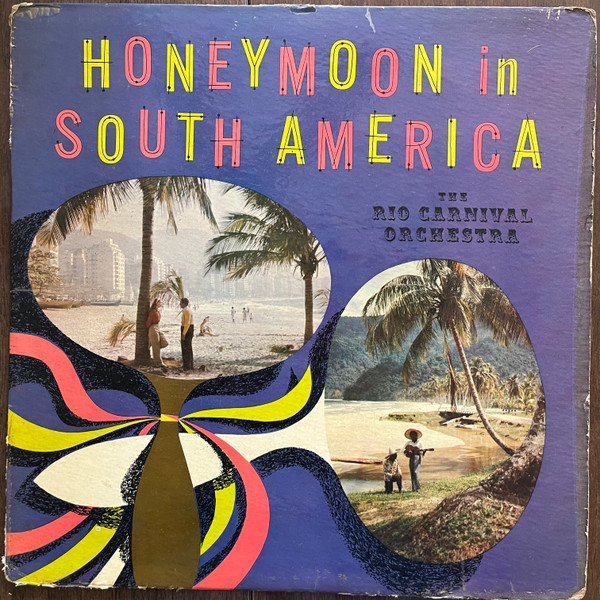 HONEYMOON in
SOUTH AMERICA
THE
RIO CARNIVAL
ORCHESTRA